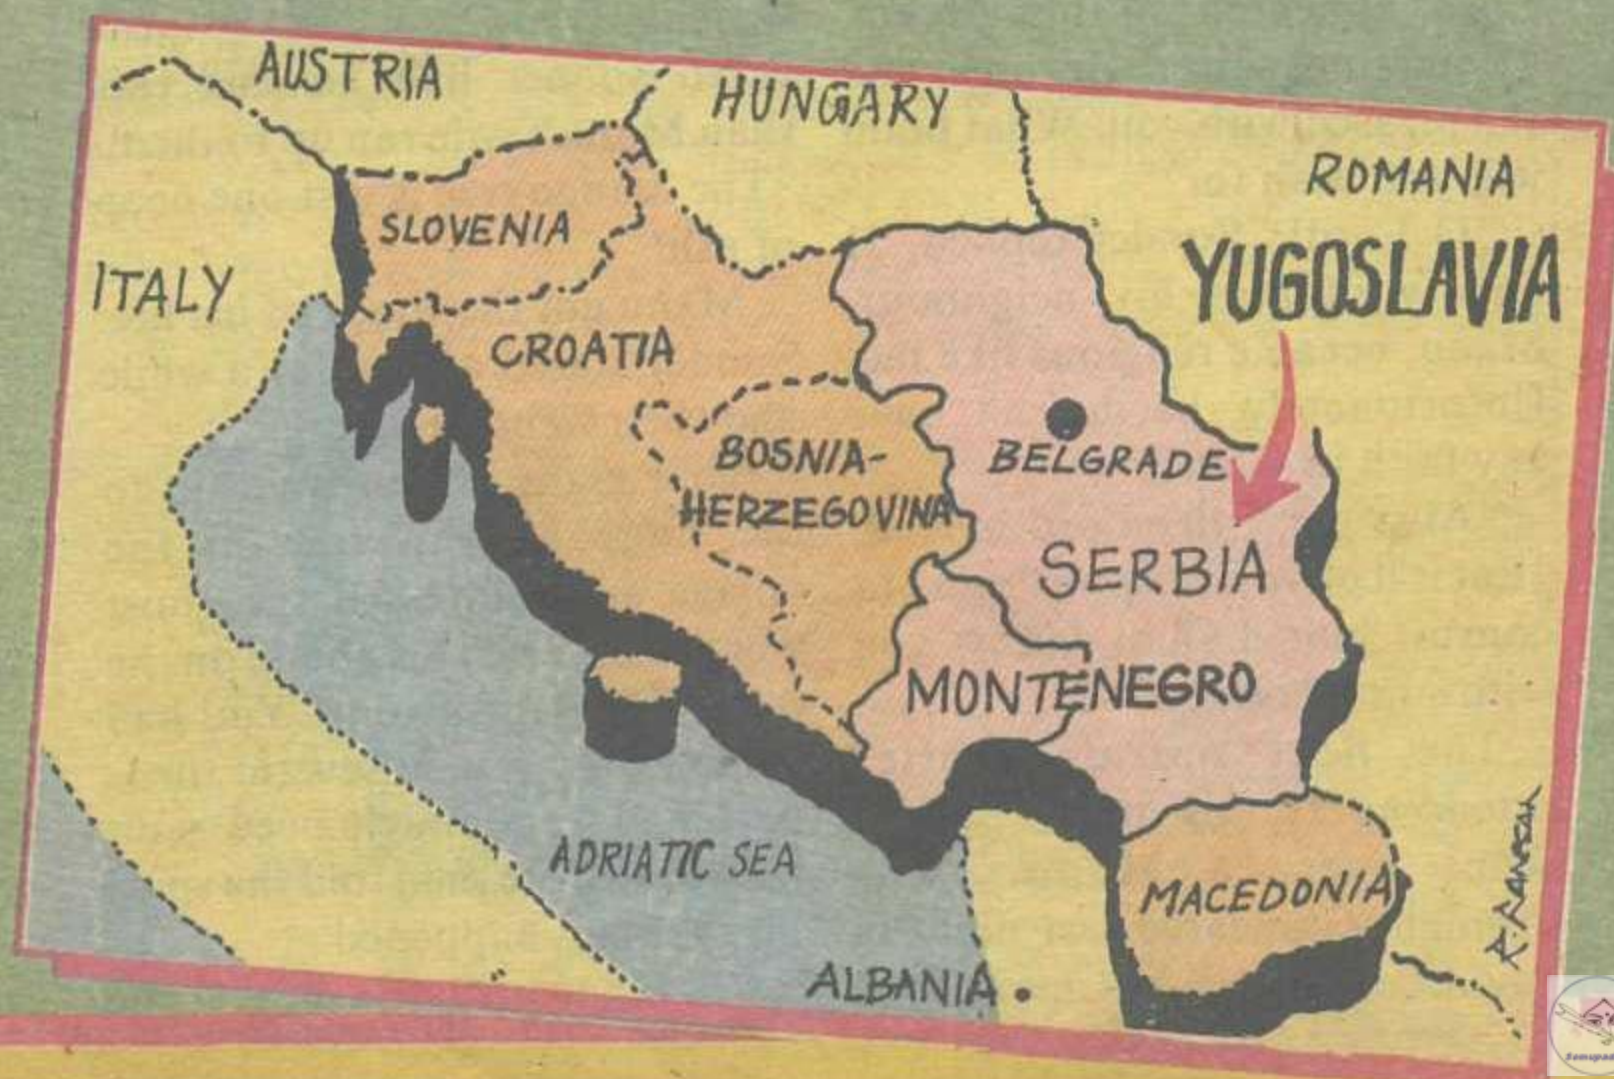 AUSTRIA
HUNGARY
ROMANIA
YUGOSLAVIA
SLOVENIA
ITALY
CROATIA
BOSNIA-
HERZEGOVINA
BELGRADE
SERBIA
MONTENEGRO
ADRIATIC SEA
MACEDONIA
ALBANIA